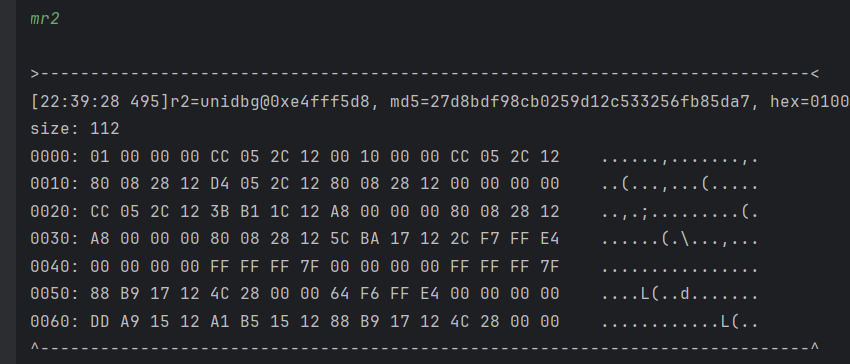 mr2
>-----------------------------------------------------------------------------<
[22:39:28 495]r2=unidbg@0xe4fff5d8, md5=27d8bdf98cb0259d12c533256fb85da7, hex=0100
size: 112
0000: 01 00 00 00 CC 05 2C 12 00 10 00 00 CC 05 2C 12    ......,.......,.
0010: 80 08 28 12 D4 05 2C 12 80 08 28 12 00 00 00 00    ..(...,...(.....
0020: CC 05 2C 12 3B B1 1C 12 A8 00 00 00 80 08 28 12    ..,.;.........(.
0030: A8 00 00 00 80 08 28 12 5C BA 17 12 2C F7 FF E4    ......(.\...,...
0040: 00 00 00 00 FF FF FF 7F 00 00 00 00 FF FF FF 7F    ................
0050: 88 B9 17 12 4C 28 00 00 64 F6 FF E4 00 00 00 00    ....L(..d.......
0060: DD A9 15 12 A1 B5 15 12 88 B9 17 12 4C 28 00 00    ............L(..
^-----------------------------------------------------------------------------^